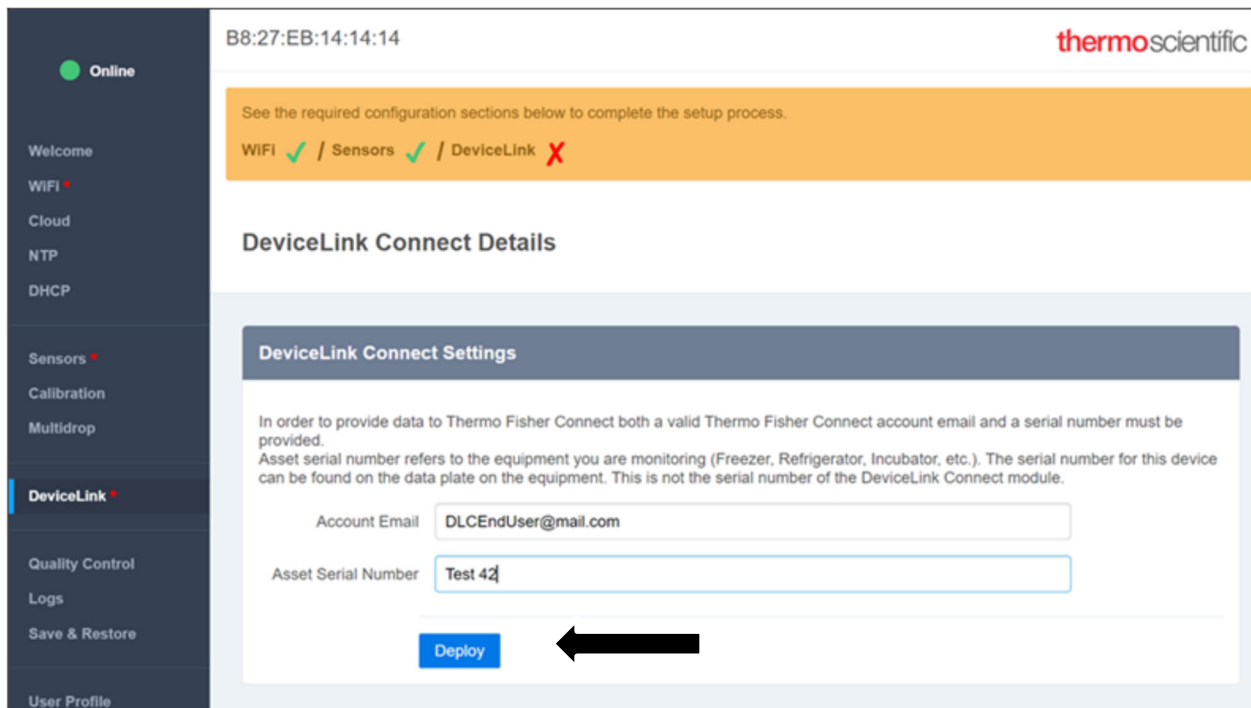 B8:27:EB:14:14:14
thermoscientific
Online
See the required configuration sections below to complete the setup process.
WiFi ✓ / Sensors ✓ / DeviceLink ✗
Welcome
WiFi *
Cloud
NTP
DHCP
Sensors *
Calibration
Multidrop
DeviceLink *
Quality Control
Logs
Save & Restore
User Profile
DeviceLink Connect Details
DeviceLink Connect Settings
In order to provide data to Thermo Fisher Connect both a valid Thermo Fisher Connect account email and a serial number must be
provided.
Asset serial number refers to the equipment you are monitoring (Freezer, Refrigerator, Incubator, etc.). The serial number for this device
can be found on the data plate on the equipment. This is not the serial number of the DeviceLink Connect module.
Account Email DLCEndUser@mail.com
Asset Serial Number Test 42
Deploy